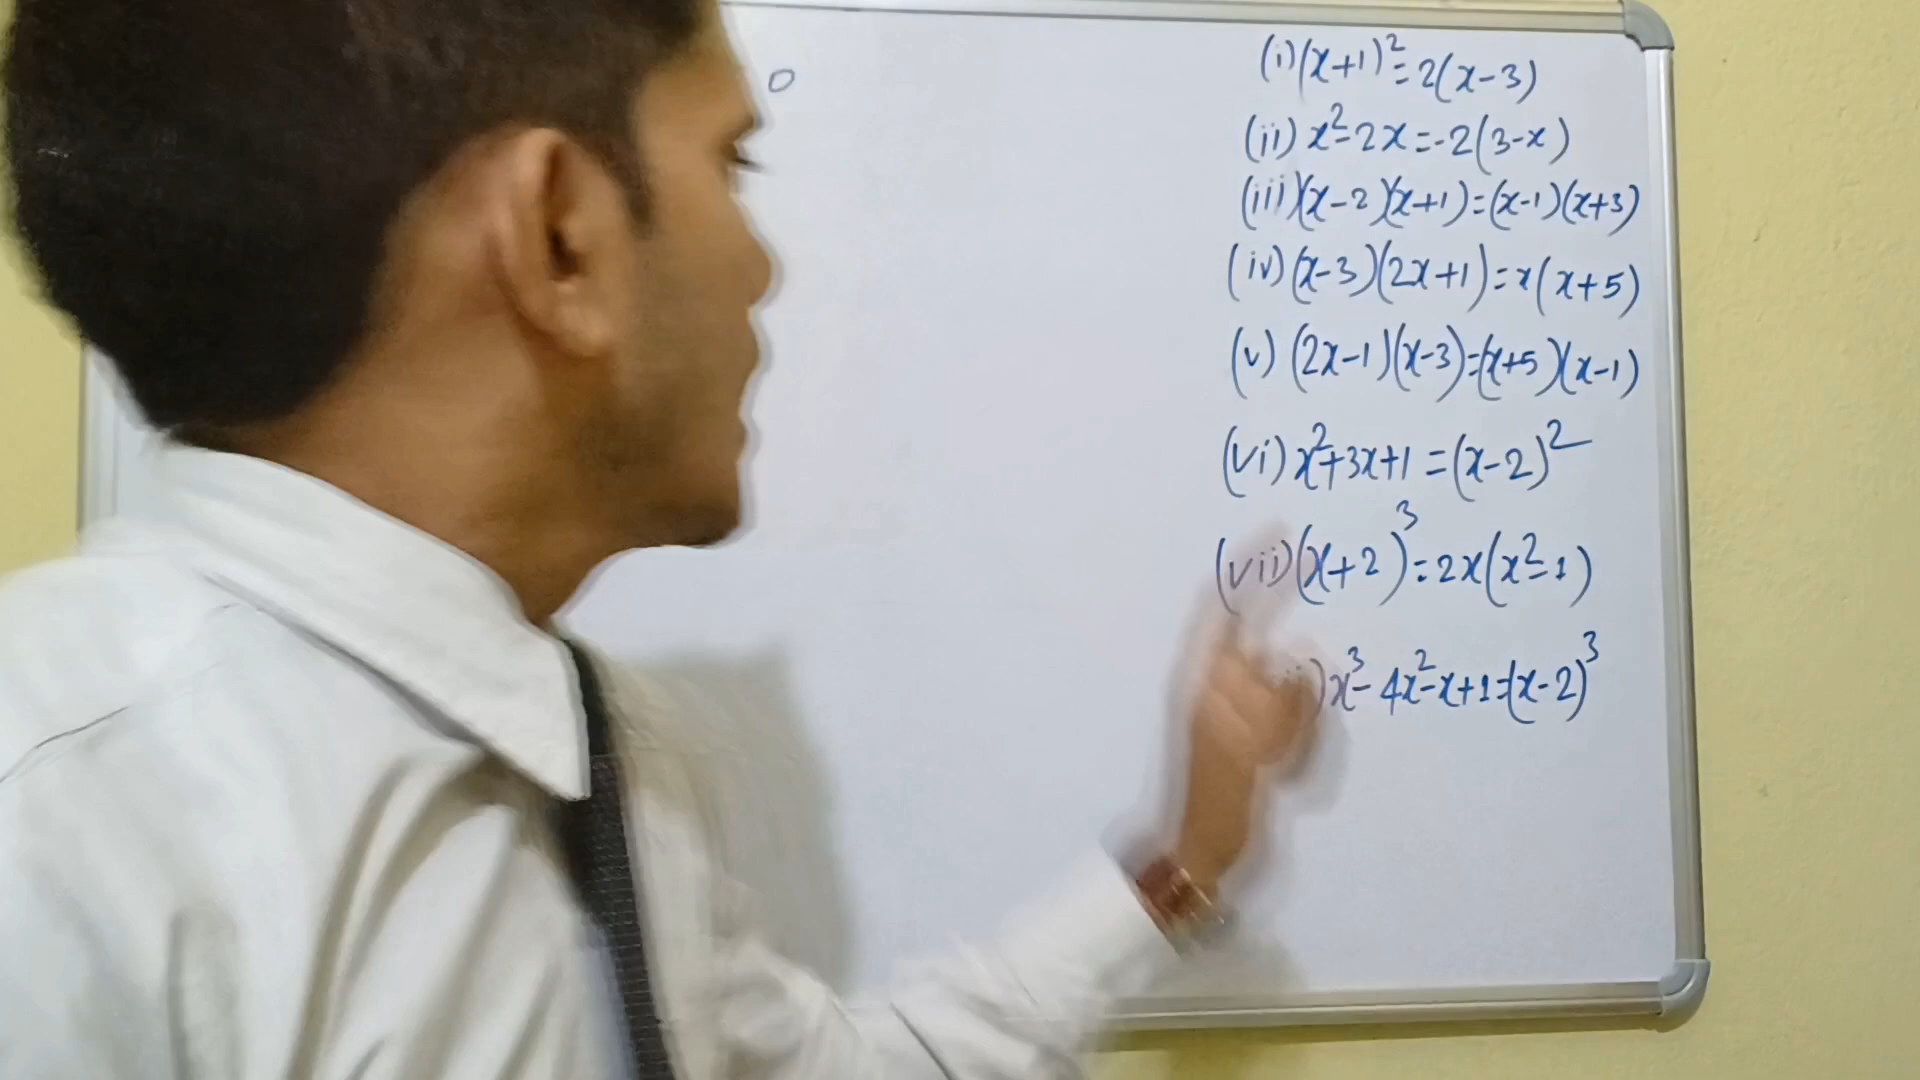 0
(i) (x+1)²=2(x-3)
(ii) x²-2x=-2(3-x)
(iii) (x-2)(x+1)=(x-1)(x+3)
(iv) (x-3)(2x+1)=x(x+5)
(v) (2x-1)(x-3)=(x+5)(x-1)
(vi) x²+3x+1=(x-2)²
(vii) (x+2)³=2x(x²-1)
) x³-4x²-x+1=(x-2)³